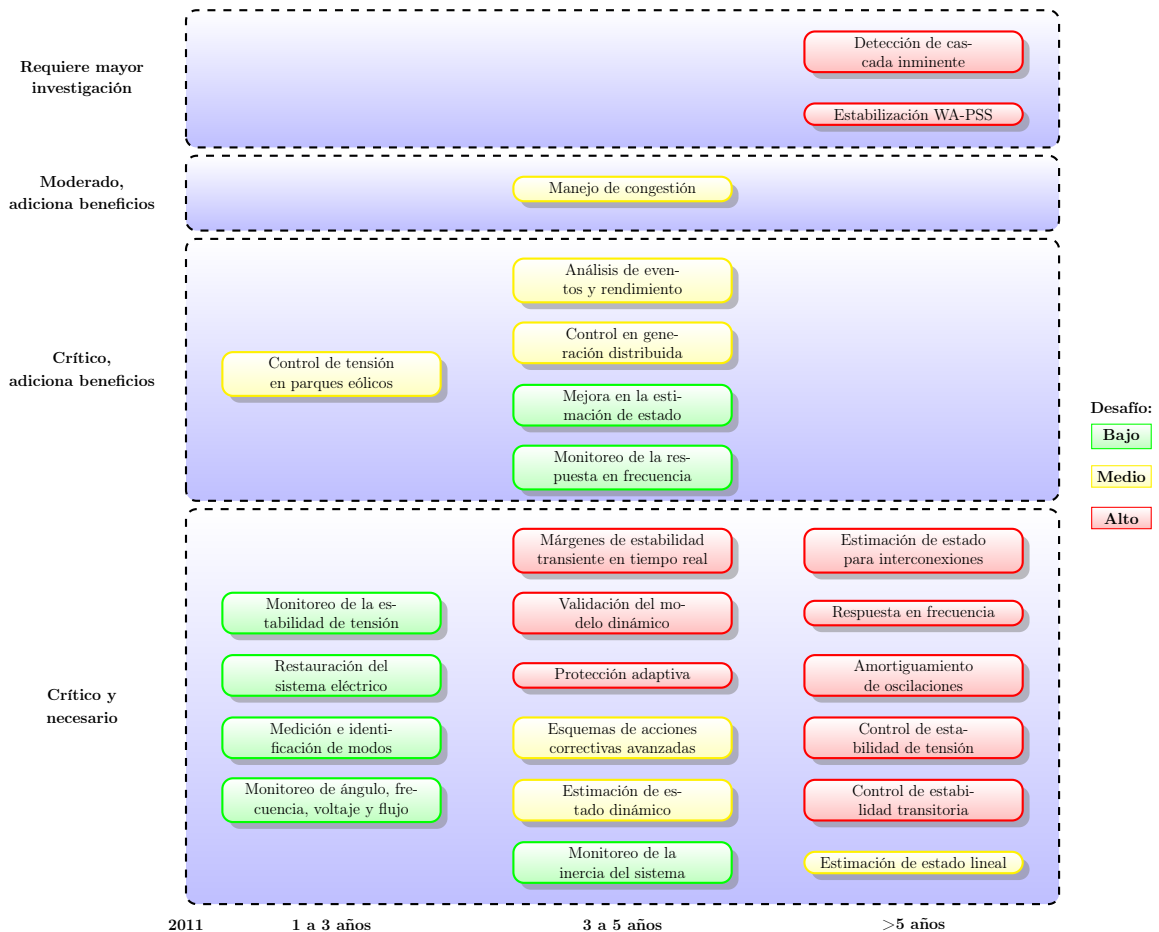 Requiere mayor
investigación
Detección de cas-
cada inminente
Estabilización WA-PSS
Moderado,
adiciona beneficios
Manejo de congestión
Crítico,
adiciona beneficios
Control de tensión
en parques eólicos
Análisis de even-
tos y rendimiento
Control en gene-
ración distribuida
Mejora en la esti-
mación de estado
Monitoreo de la res-
puesta en frecuencia
Desafío:
Bajo
Medio
Alto
Crítico y
necesario
Monitoreo de la es-
tabilidad de tensión
Restauración del
sistema eléctrico
Medición e identi-
ficación de modos
Monitoreo de ángulo, fre-
cuencia, voltaje y flujo
Márgenes de estabilidad
transiente en tiempo real
Validación del mo-
delo dinámico
Protección adaptiva
Esquemas de acciones
correctivas avanzadas
Estimación de es-
tado dinámico
Monitoreo de la
inercia del sistema
Estimación de estado
para interconexiones
Respuesta en frecuencia
Amortiguamiento
de oscilaciones
Control de esta-
bilidad de tensión
Control de estabi-
lidad transitoria
Estimación de estado lineal
2011
1 a 3 años
3 a 5 años
>5 años